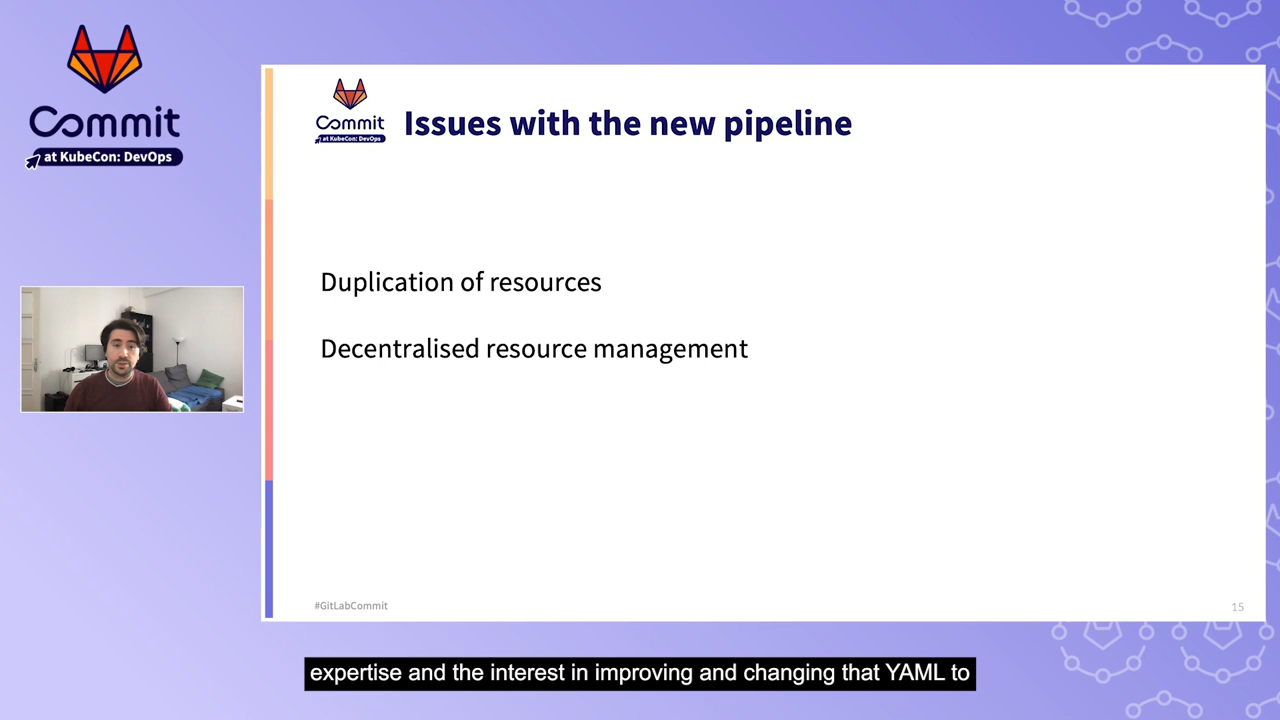 Commit
at KubeCon: DevOps
Commit
at KubeCon: DevOps
Issues with the new pipeline
Duplication of resources
Decentralised resource management
#GitLabCommit
15
expertise and the interest in improving and changing that YAML to